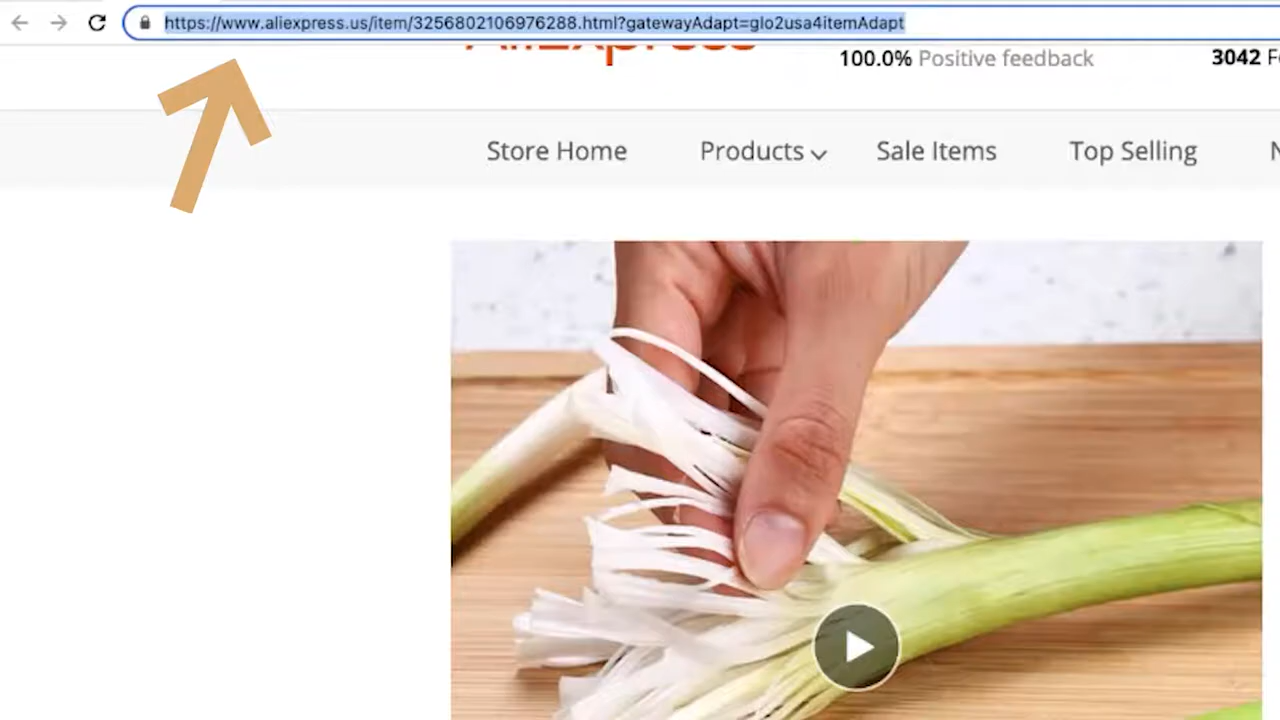 https://www.aliexpress.us/item/3256802106976288.html?gatewayAdapt=glo2usa4itemAdapt
AliExpress
100.0% Positive feedback
3042
Store Home
Products
Sale Items
Top Selling